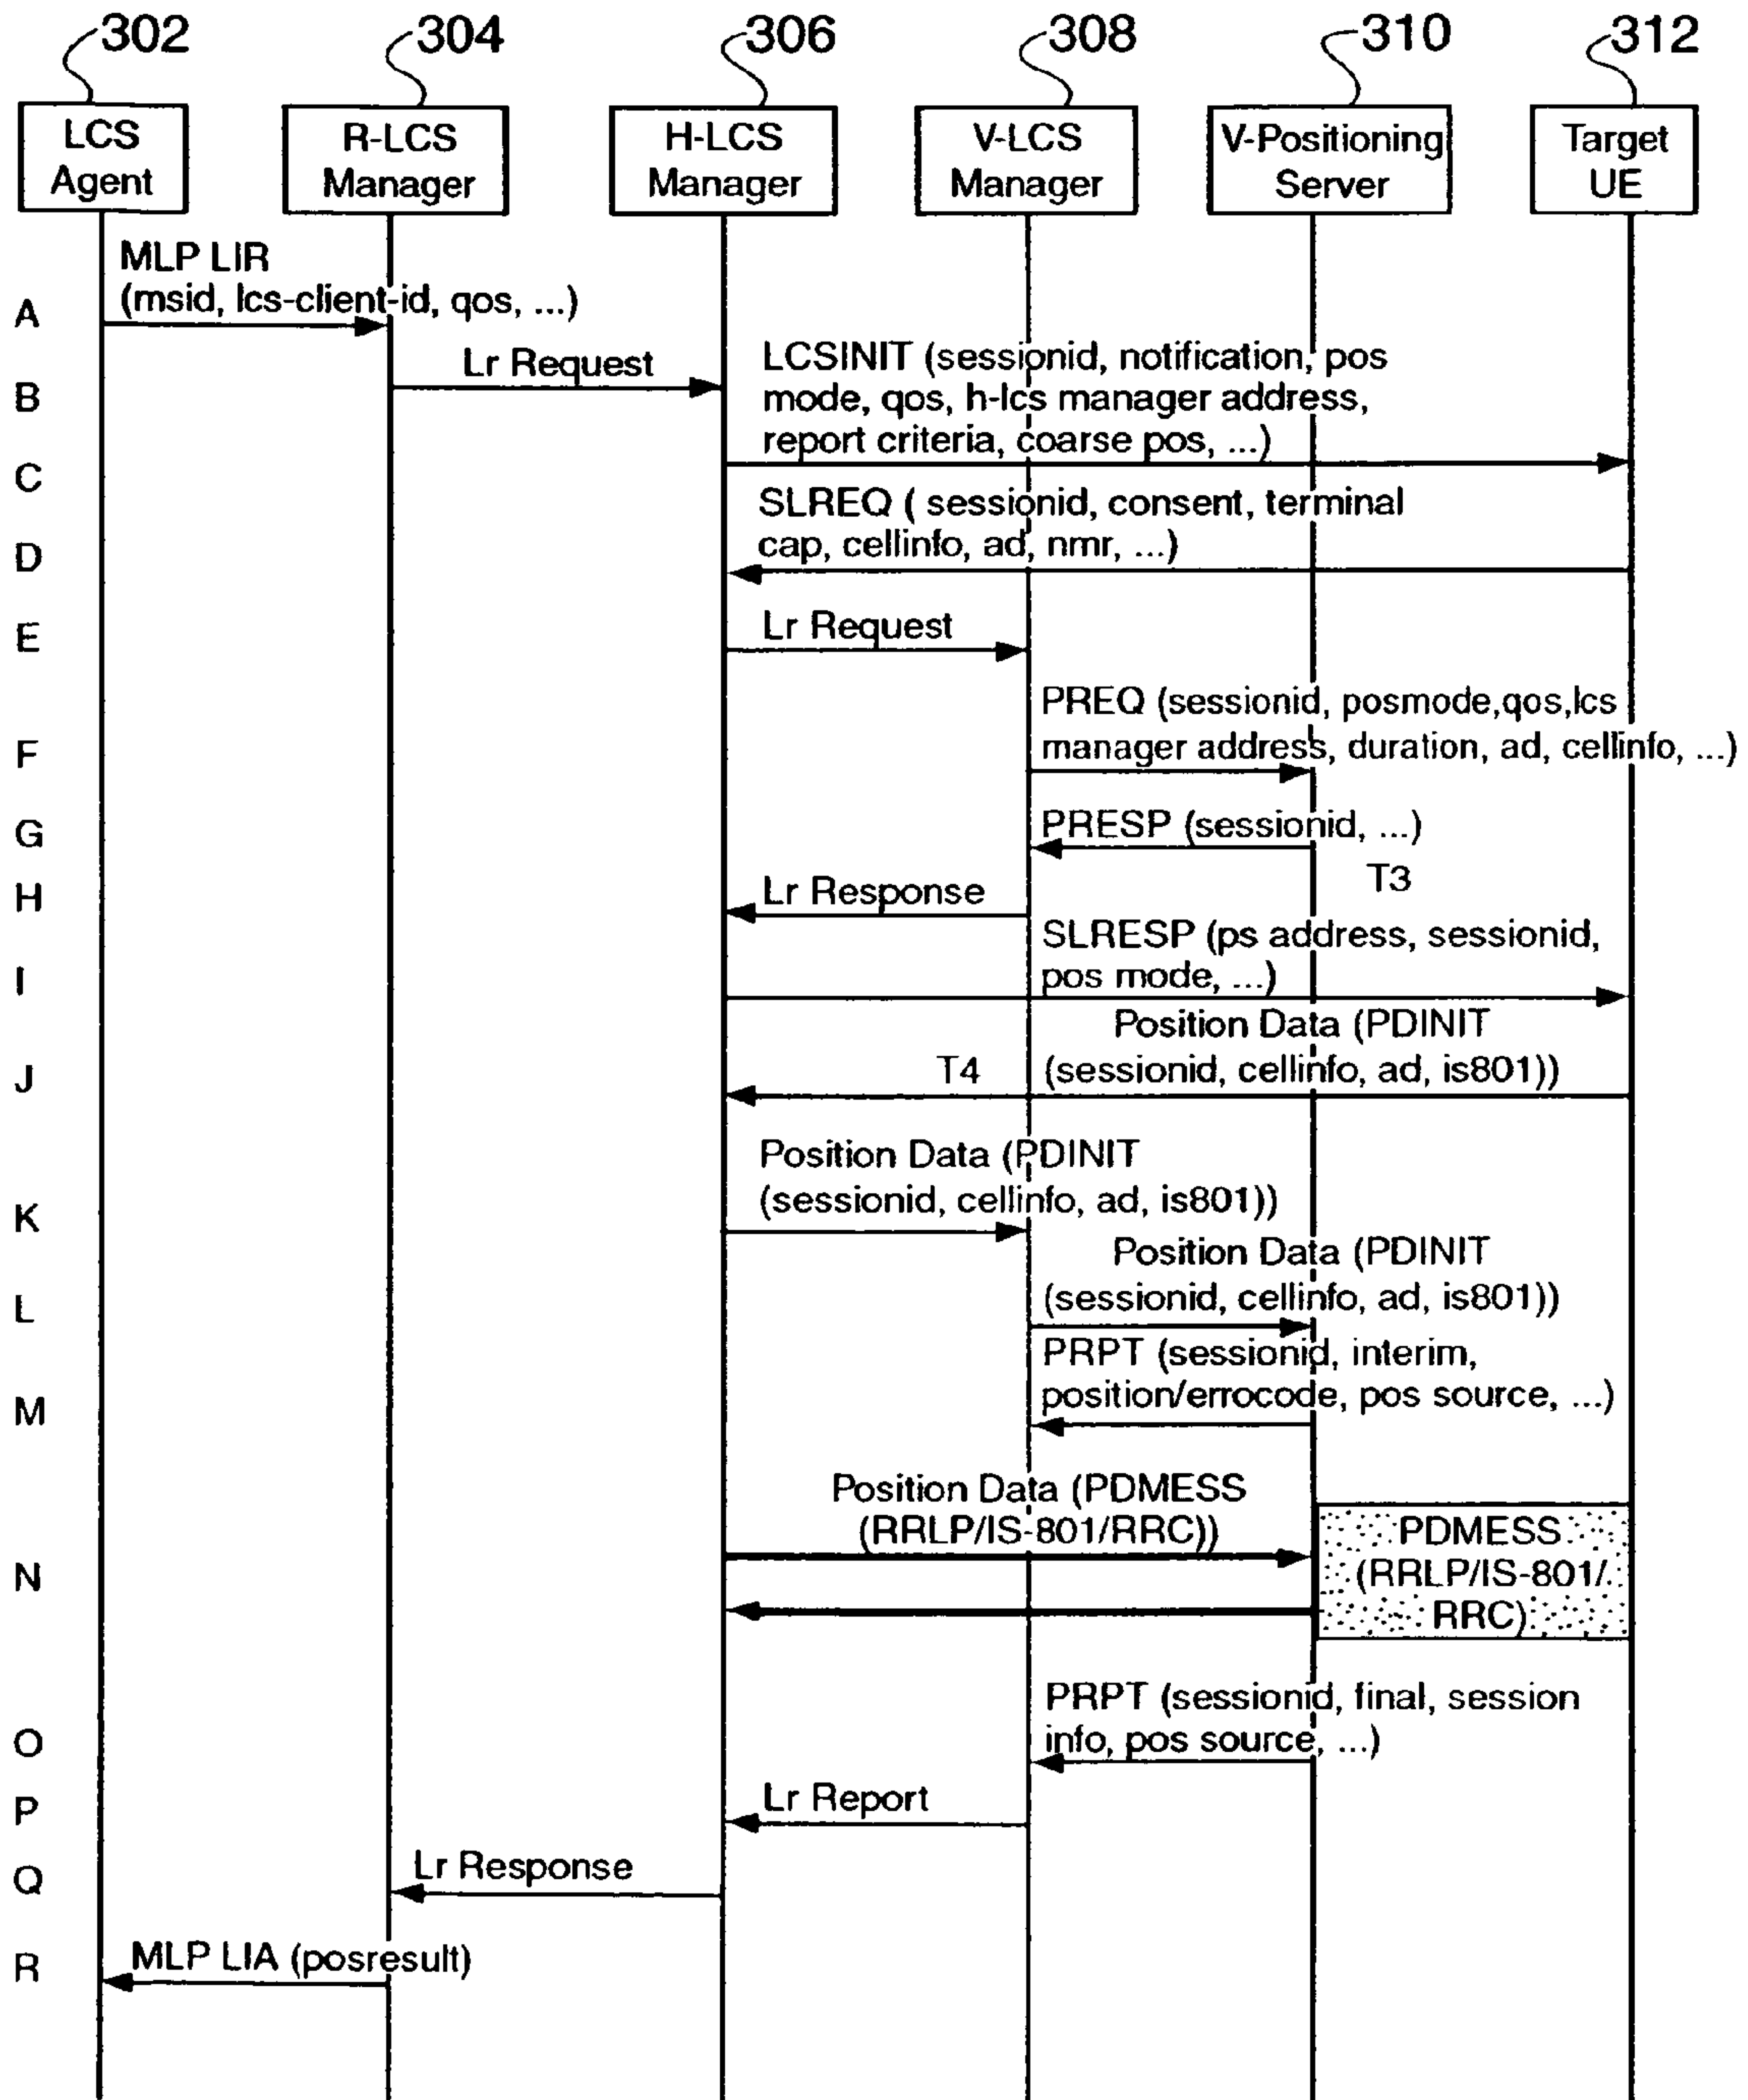 302 304 306 308 310 312
LCS Agent
R-LCS Manager
H-LCS Manager
V-LCS Manager
V-Positioning Server
Target UE
A
MLP LIR
(msid, lcs-client-id, qos, ...)
B
Lr Request
C
LCSINIT (sessionid, notification, pos
mode, qos, h-lcs manager address,
report criteria, coarse pos, ...)
D
SLREQ ( sessionid, consent, terminal
cap, cellinfo, ad, nmr, ...)
E
Lr Request
F
PREQ (sessionid, posmode,qos,lcs
manager address, duration, ad, cellinfo, ...)
G
PRESP (sessionid, ...)
T3
H
Lr Response
I
SLRESP (ps address, sessionid,
pos mode, ...)
J
Position Data (PDINIT
T4
(sessionid, cellinfo, ad, is801))
K
Position Data (PDINIT
(sessionid, cellinfo, ad, is801))
L
Position Data (PDINIT
(sessionid, cellinfo, ad, is801))
M
PRPT (sessionid, interim,
position/errocode, pos source, ...)
N
Position Data (PDMESS
(RRLP/IS-801/RRC))
PDMESS
(RRLP/IS-801/
RRC)
O
PRPT (sessionid, final, session
info, pos source, ...)
P
Lr Report
Q
Lr Response
R
MLP LIA (posresult)